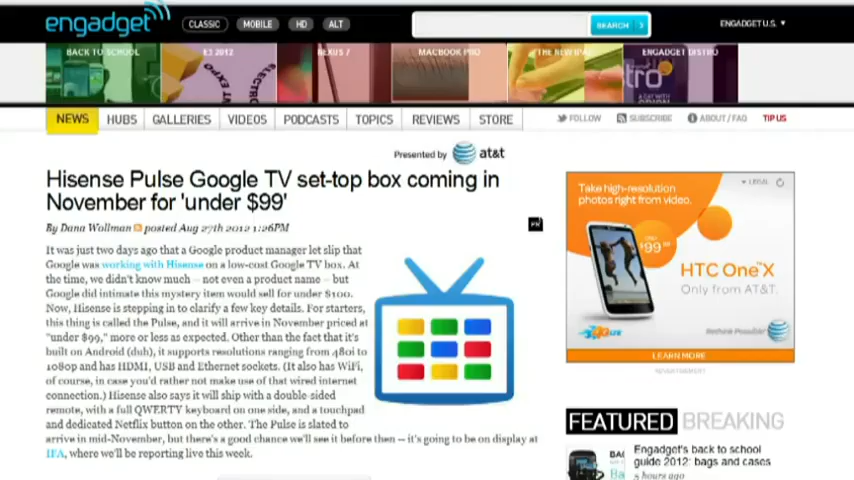 engadget
CLASSIC
MOBILE
HD
ALT
SEARCH
ENGADGET U.S.
BACK TO SCHOOL
E3 2012
NEXUS 7
MACBOOK PRO
THE NEW IPAD
ENGADGET DISTRO
NEWS
HUBS
GALLERIES
VIDEOS
PODCASTS
TOPICS
REVIEWS
STORE
FOLLOW
SUBSCRIBE
ABOUT / FAQ
TIP US
Presented by at&t
Hisense Pulse Google TV set-top box coming in
November for 'under $99'
By Dana Wollman posted Aug 27th 2012 1:26PM
PR
It was just two days ago that a Google product manager let slip that
Google was working with Hisense on a low-cost Google TV box. At
the time, we didn't know much -- not even a product name -- but
Google did intimate this mystery item would sell for under $100.
Now, Hisense is stepping in to clarify a few key details. For starters,
this thing is called the Pulse, and it will arrive in November priced at
"under $99," more or less as expected. Other than the fact that it's
built on Android (duh), it supports resolutions ranging from 480i to
1080p and has HDMI, USB and Ethernet sockets. (It also has WiFi,
of course, in case you'd rather not make use of that wired internet
connection.) Hisense also says it will ship with a double-sided
remote, with a full QWERTY keyboard on one side, and a touchpad
and dedicated Netflix button on the other. The Pulse is slated to
arrive in mid-November, but there's a good chance we'll see it before then -- it's going to be on display at
IFA, where we'll be reporting live this week.
LEGAL
Take high-resolution
photos right from video.
$99.99
HTC One™ X
Only from AT&T.
4G LTE
Rethink Possible
LEARN MORE
ADVERTISEMENT
FEATURED BREAKING
Engadget's back to school
guide 2012: bags and cases
5 hours ago